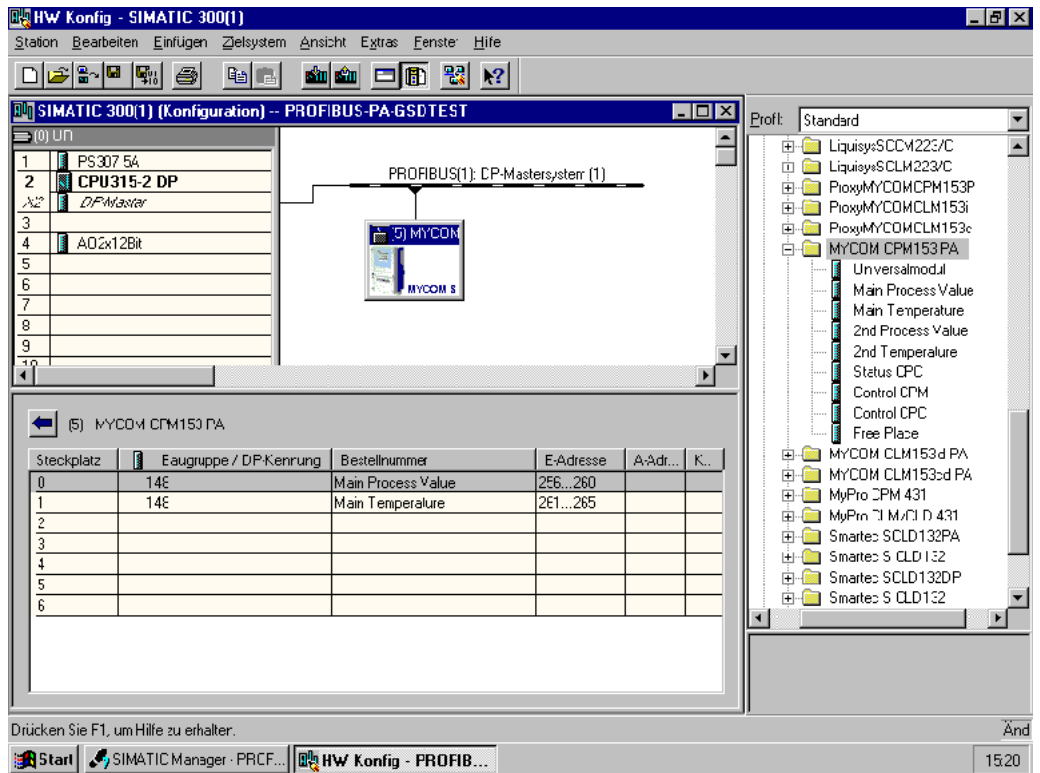 HW Konfig - SIMATIC 300(1)
Station Bearbeiten Einfügen Zielsystem Ansicht Extras Fenster Hilfe
SIMATIC 300(1) (Konfiguration) -- PROFIBUS-PA-GSDTEST
(0) UR
1 PS307 5A
2 CPU315-2 DP
X2 DP-Master
3
4 AO2x12Bit
5
6
7
8
9
10
PROFIBUS(1): DP-Mastersystem (1)
(5) MYCOM
MYCOM S
(5) MYCOM CPM153 PA
Steckplatz Baugruppe / DP-Kennung Bestellnummer E-Adresse A-Adr... K...
0 148 Main Process Value 256...260
1 148 Main Temperature 261...265
2
3
4
5
6
Profil: Standard
LiquisysSCCM223/C
LiquisysSCLM223/C
ProxyMYCOMCPM153P
ProxyMYCOMCLM153i
ProxyMYCOMCLM153c
MYCOM CPM153 PA
Universalmodul
Main Process Value
Main Temperature
2nd Process Value
2nd Temperature
Status CPC
Control CPM
Control CPC
Free Place
MYCOM CLM153d PA
MYCOM CLM153cd PA
MyPro CPM 431
MyPro CLM/CLD 431
Smartec SCLD132PA
Smartec S CLD132
Smartec SCLD132DP
Smartec S CLD132
Drücken Sie F1, um Hilfe zu erhalten.
Änd
Start SIMATIC Manager - PROF... HW Konfig - PROFIB...
15:20